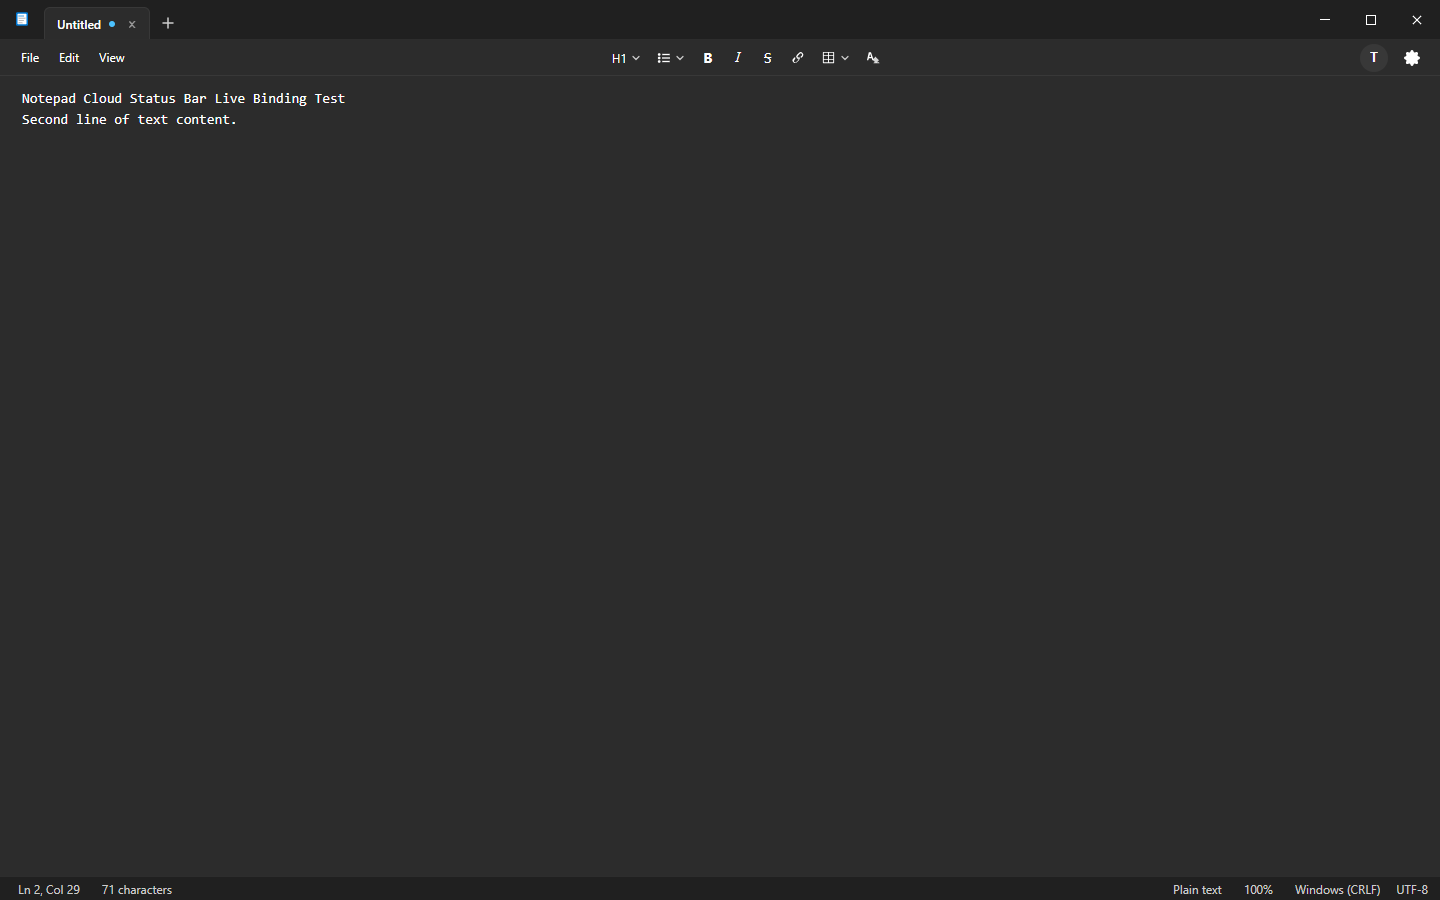 Untitled
File Edit View H1 B I S T
Notepad Cloud Status Bar Live Binding Test
Second line of text content.
Ln 2, Col 29 71 characters Plain text 100% Windows (CRLF) UTF-8